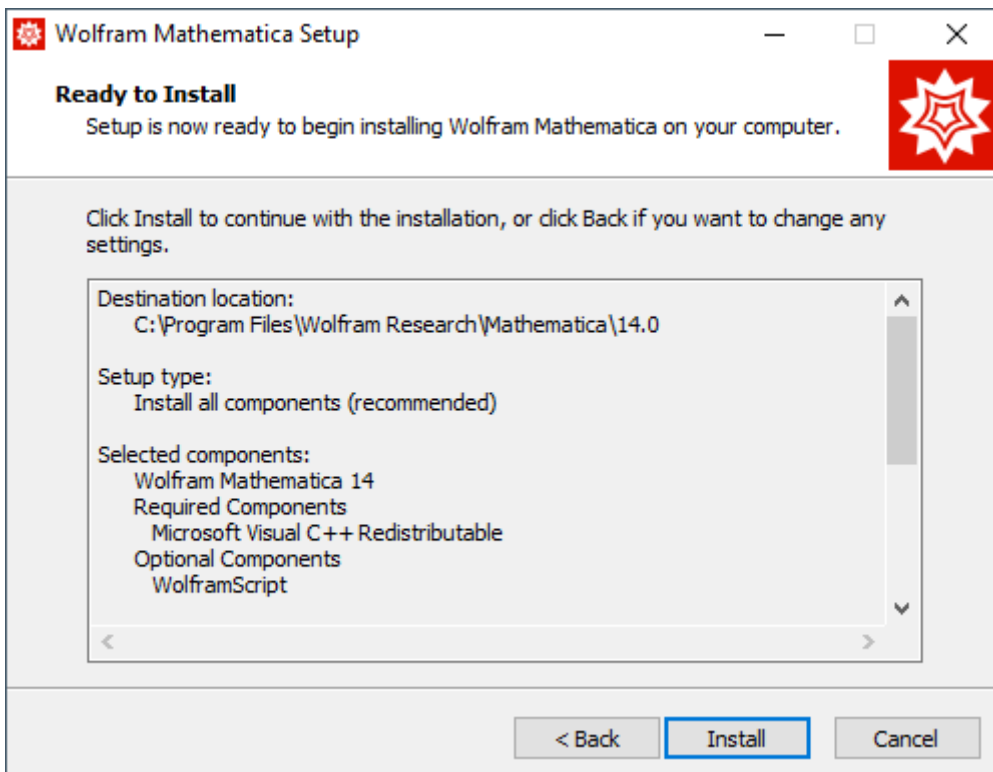 Wolfram Mathematica Setup
Ready to Install
Setup is now ready to begin installing Wolfram Mathematica on your computer.
Click Install to continue with the installation, or click Back if you want to change any
settings.
Destination location:
C:\Program Files\Wolfram Research\Mathematica\14.0
Setup type:
Install all components (recommended)
Selected components:
Wolfram Mathematica 14
Required Components
Microsoft Visual C++ Redistributable
Optional Components
WolframScript
< Back
Install
Cancel